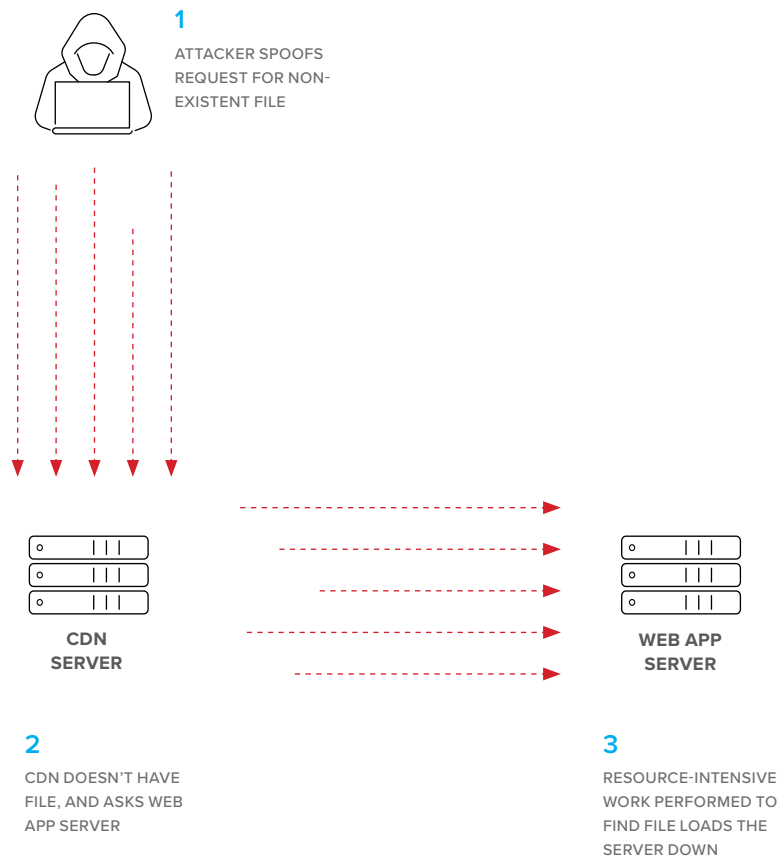 1
ATTACKER SPOOFS
REQUEST FOR NON-
EXISTENT FILE
CDN
SERVER
WEB APP
SERVER
2
CDN DOESN'T HAVE
FILE, AND ASKS WEB
APP SERVER
3
RESOURCE-INTENSIVE
WORK PERFORMED TO
FIND FILE LOADS THE
SERVER DOWN